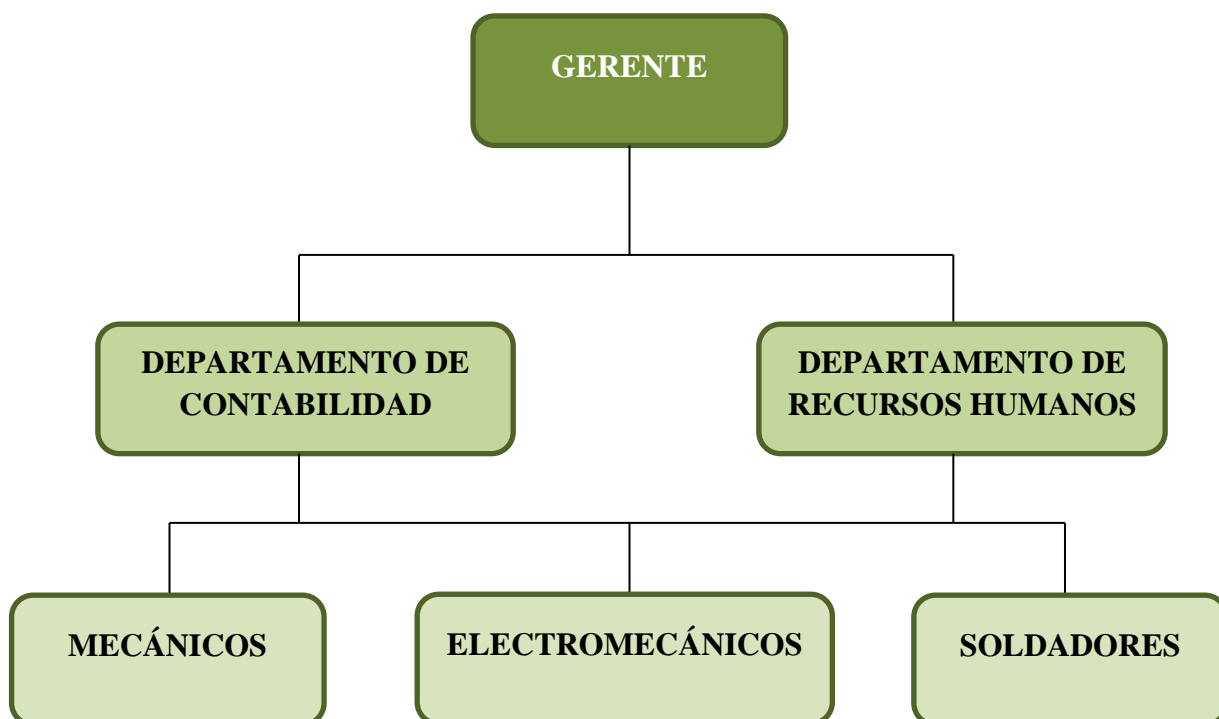 GERENTE
DEPARTAMENTO DE
CONTABILIDAD
DEPARTAMENTO DE
RECURSOS HUMANOS
MECÁNICOS
ELECTROMECÁNICOS
SOLDADORES